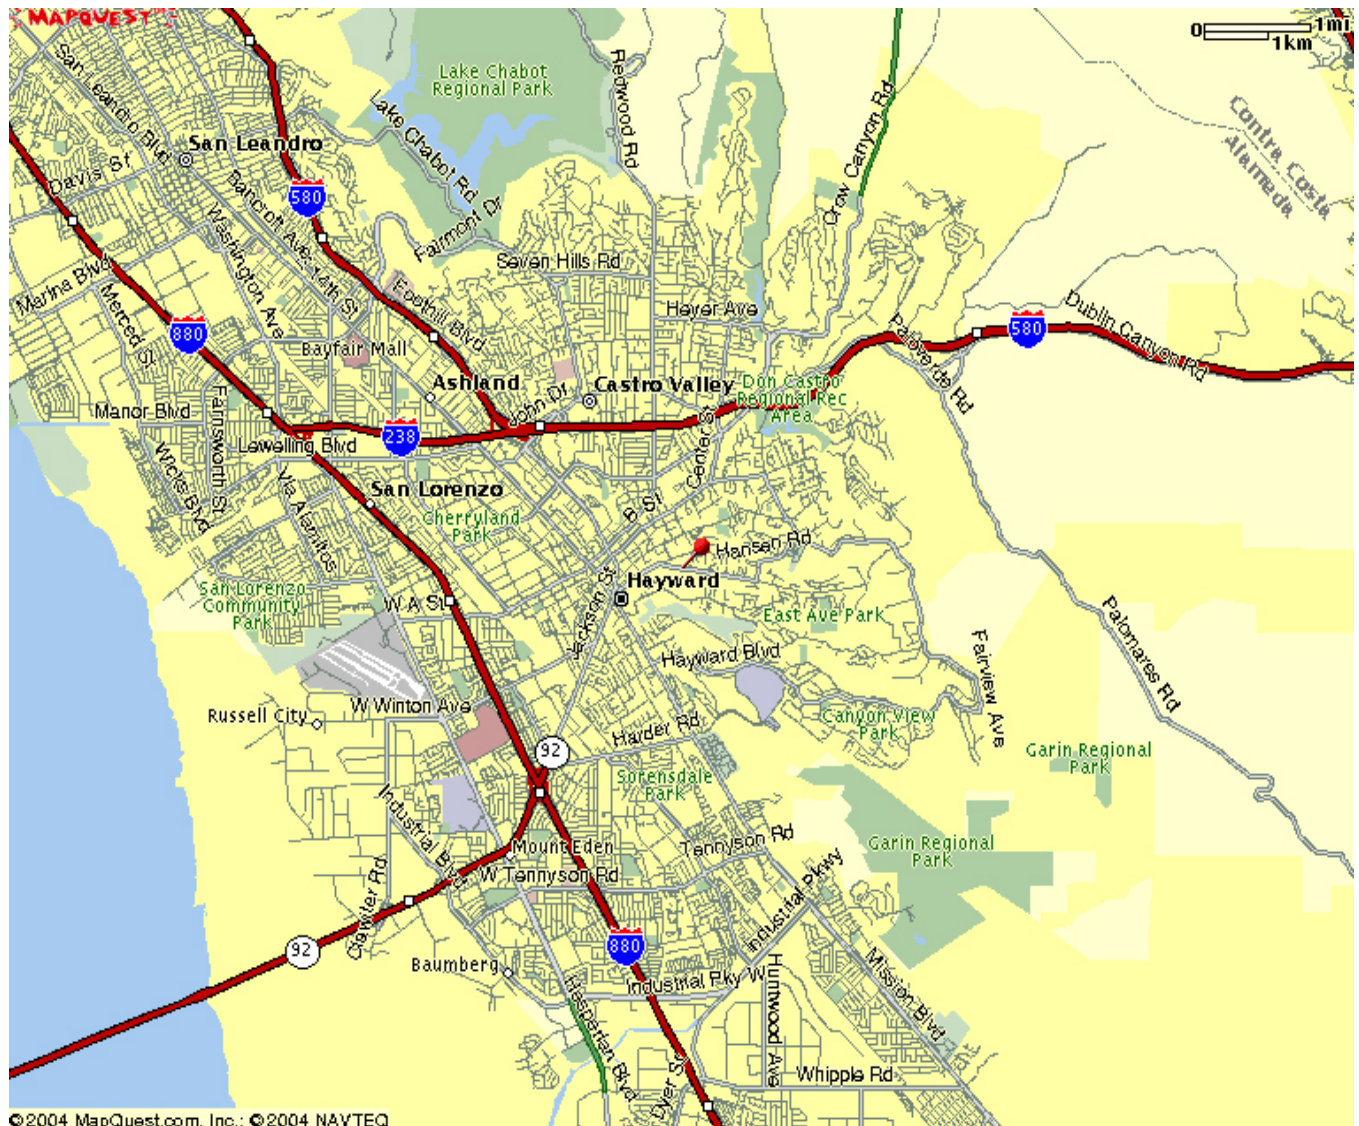 MAPQUEST
0 1mi
1km
Lake Chabot
Regional Park
Redwood Rd
San Leandro Blvd
Lake Chabot Rd
Crow Canyon Rd
Contra Costa
Alameda
San Leandro
Davis St
580
Bancroft Ave
Washington Ave
E 14th St
Fairmont Dr
Seven Hills Rd
Marina Blvd
Merced St
Foothill Blvd
Heyer Ave
880
Bayfair Mall
Palo Verde Rd
580
Dublin Canyon Rd
Ashland
Castro Valley
Don Castro
Regional Rec
Area
John Dr
Manor Blvd
Farnsworth St
238
Lewelling Blvd
Center St
Wicks Blvd
Via Alamitos
San Lorenzo
B St
Cherryland
Park
Hansen Rd
Hayward
San Lorenzo
Community
Park
W A St
Jackson St
East Ave Park
Palomares Rd
Fairview Ave
Hayward Blvd
W Winton Ave
Russell City
Canyon View
Park
Harder Rd
92
Garin Regional
Park
Sorensdale
Park
Industrial Blvd
Mount Eden
Tennyson Rd
Garin Regional
Park
W Tennyson Rd
Clawiter Rd
Industrial Pkwy
92
880
Baumberg
Industrial Pky W
Huntwood Ave
Mission Blvd
Hesperian Blvd
Dyer St
Whipple Rd
©2004 MapQuest.com, Inc.; ©2004 NAVTEQ